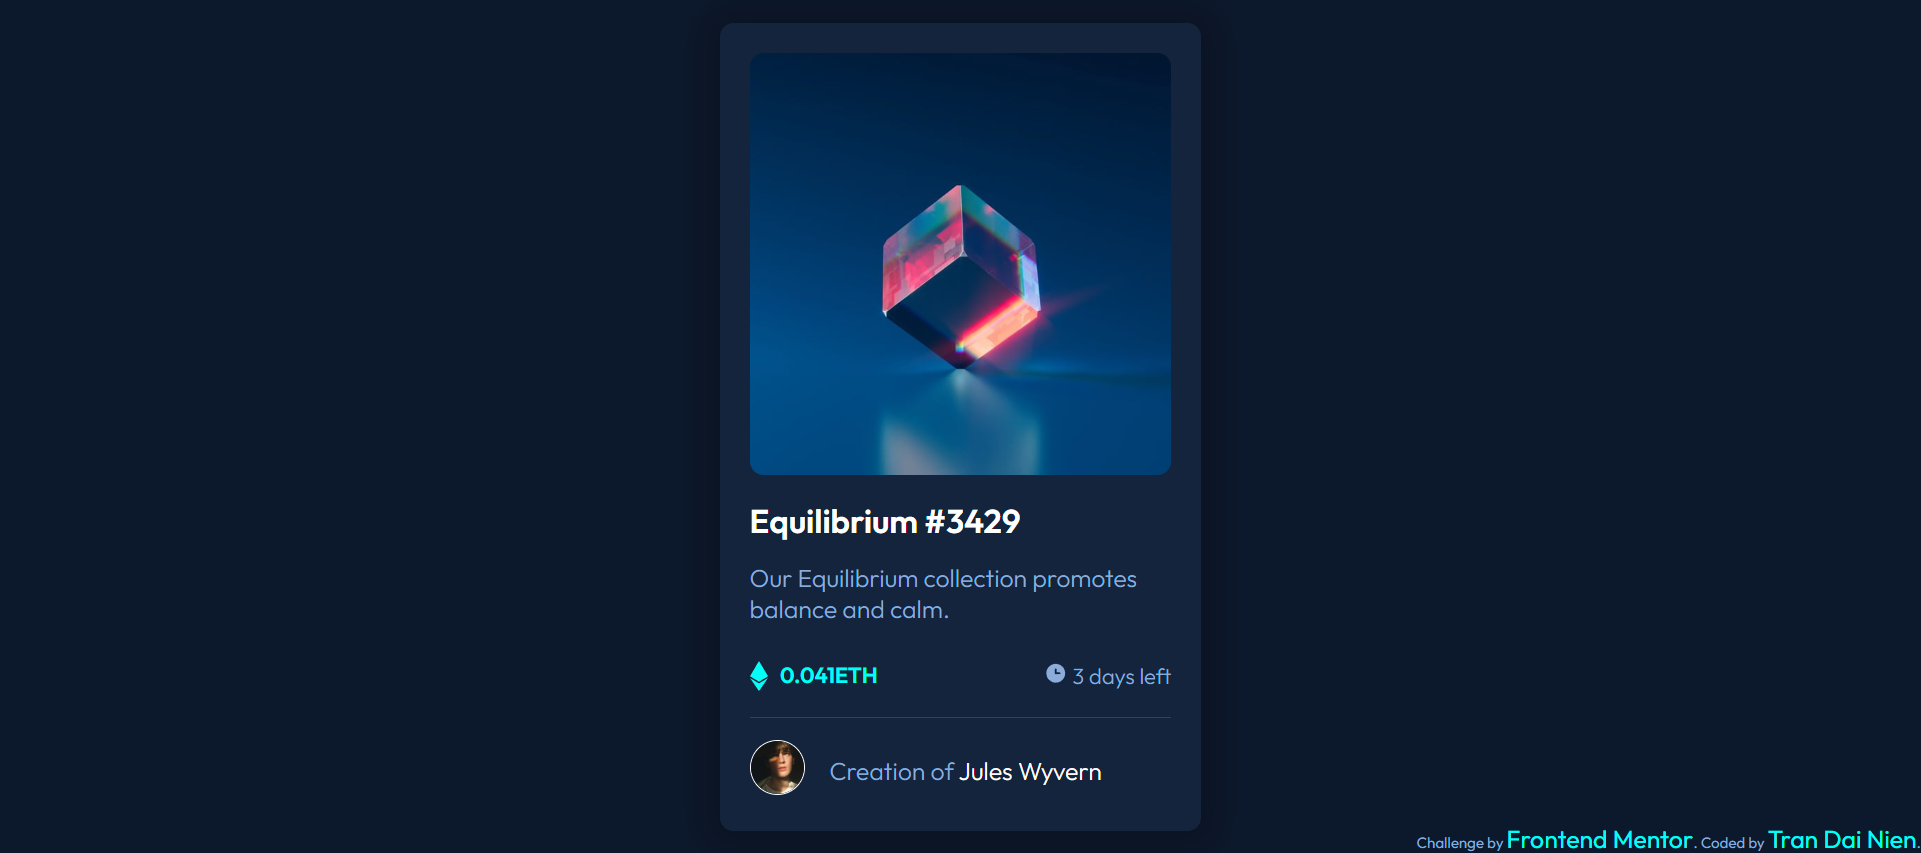 Equilibrium #3429
Our Equilibrium collection promotes
balance and calm.
0.041ETH
3 days left
Creation of Jules Wyvern
Challenge by Frontend Mentor. Coded by Tran Dai Nien.